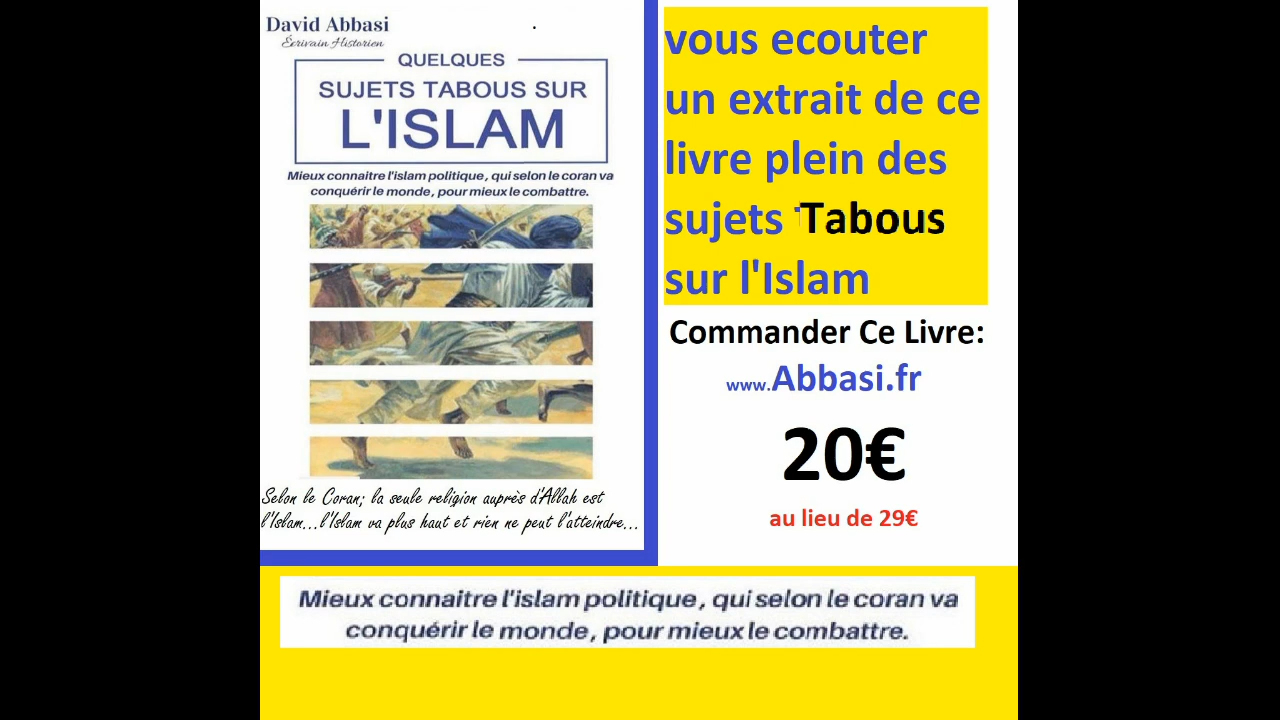 David Abbasi
Écrivain Historien
QUELQUES
SUJETS TABOUS SUR
L'ISLAM
Mieux connaitre l'islam politique, qui selon le coran va
conquérir le monde, pour mieux le combattre.
Selon le Coran; la seule religion auprès d'Allah est
l'Islam...l'Islam va plus haut et rien ne peut l'atteindre...
vous ecouter
un extrait de ce
livre plein des
sujets Tabous
sur l'Islam
Commander Ce Livre:
www.Abbasi.fr
20€
au lieu de 29€
Mieux connaitre l'islam politique, qui selon le coran va
conquérir le monde, pour mieux le combattre.